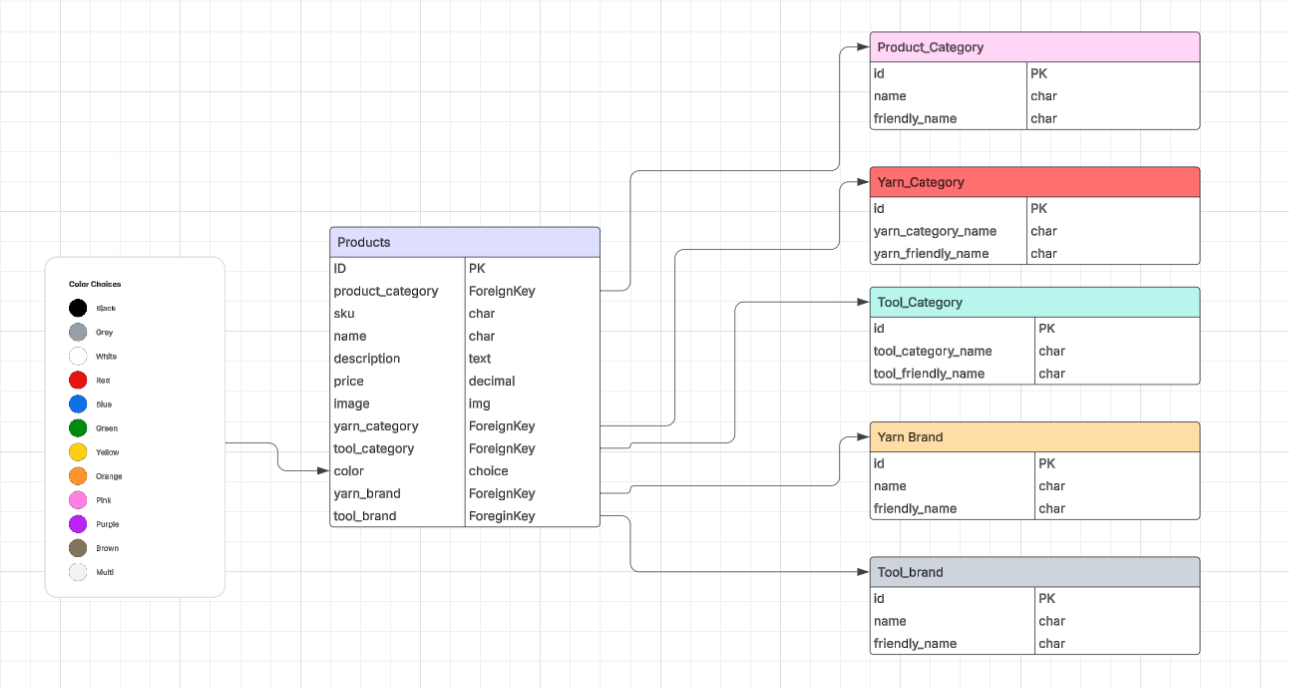 Color Choices
Black
Grey
White
Red
Blue
Green
Yellow
Orange
Pink
Purple
Brown
Multi
Products
ID PK
product_category ForeignKey
sku char
name char
description text
price decimal
image img
yarn_category ForeignKey
tool_category ForeignKey
color choice
yarn_brand ForeignKey
tool_brand ForeginKey
Product_Category
id PK
name char
friendly_name char
Yarn_Category
id PK
yarn_category_name char
yarn_friendly_name char
Tool_Category
id PK
tool_category_name char
tool_friendly_name char
Yarn Brand
id PK
name char
friendly_name char
Tool_brand
id PK
name char
friendly_name char